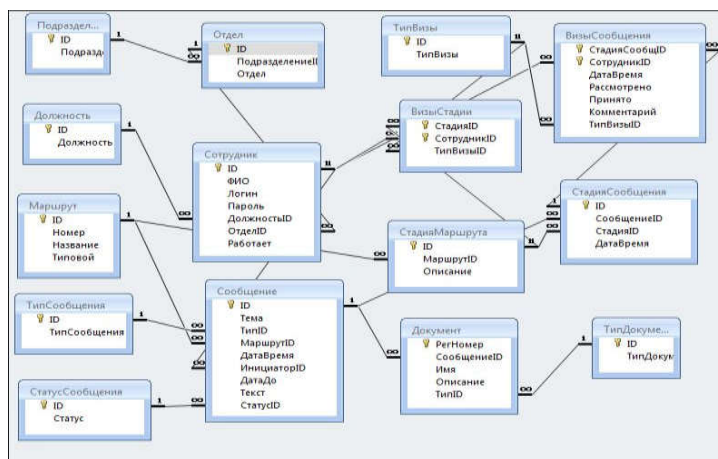 Подраздел...
ID
Подразд
Отдел
ID
ПодразделениеII
Отдел
ТипВизы
ID
ТипВизы
ВизыСообщения
СтадияСообщID
СотрудникID
ДатаВремя
Рассмотрено
Принято
Комментарий
ТипВизыID
Должность
ID
Должность
ВизыСтадии
СтадияID
СотрудникID
ТипВизыID
Сотрудник
ID
ФИО
Логин
Пароль
ДолжностьID
ОтделID
Работает
Маршрут
ID
Номер
Название
Типовой
СтадияМаршрута
ID
МаршрутID
Описание
СтадияСообщения
ID
СообщениеID
СтадияID
ДатаВремя
ТипСообщения
ID
ТипСообщения
Сообщение
ID
Тема
ТипID
МаршрутID
ДатаВремя
ИнициаторID
ДатаДо
Текст
СтатусID
Документ
РегНомер
СообщениеID
Имя
Описание
ТипID
ТипДокуме...
ID
ТипДокум
СтатусСообщения
ID
Статус